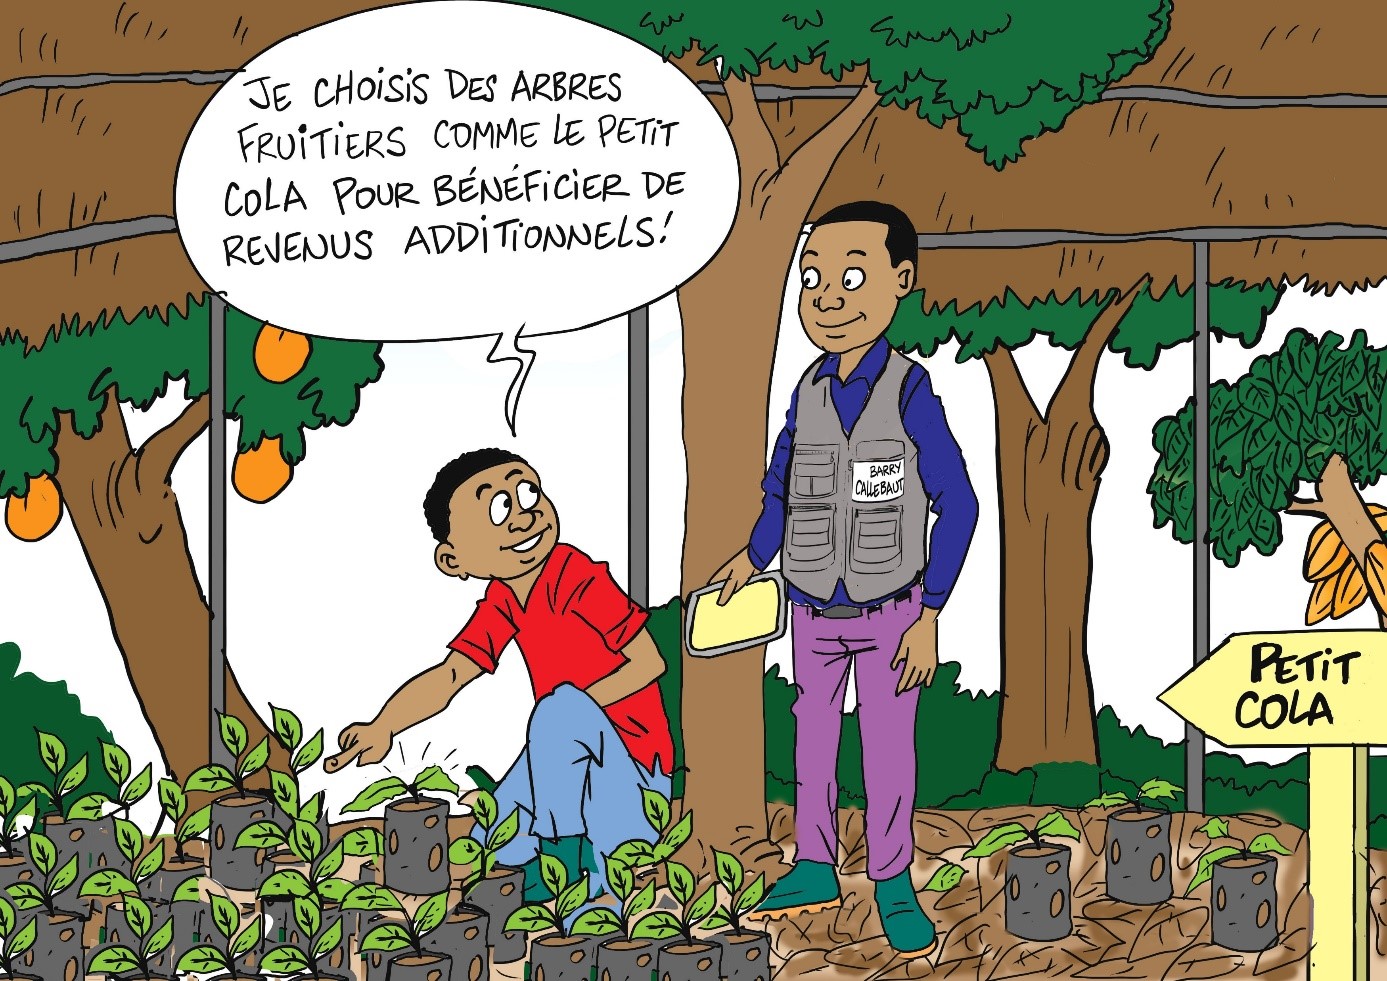 JE CHOISIS DES ARBRES
FRUITIERS COMME LE PETIT
COLA POUR BÉNÉFICIER DE
REVENUS ADDITIONNELS!
BARRY
CALLEBAUT
PETIT
COLA